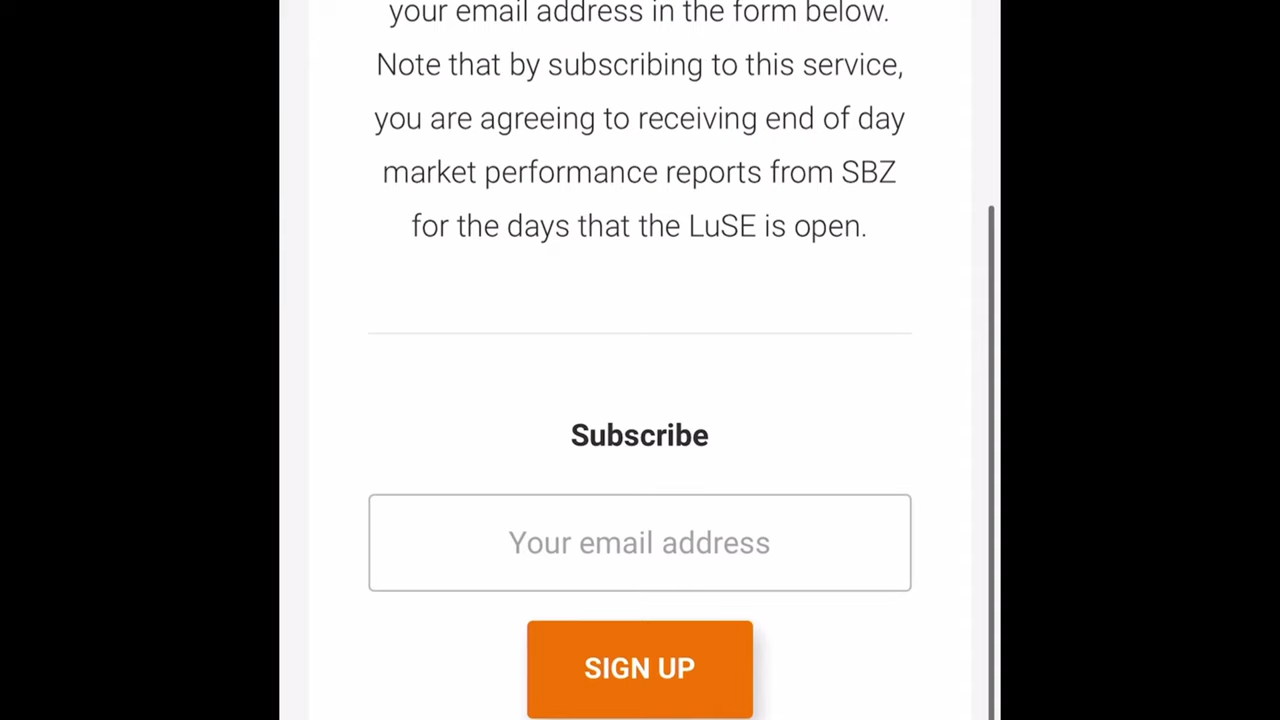 your email address in the form below.
Note that by subscribing to this service,
you are agreeing to receiving end of day
market performance reports from SBZ
for the days that the LuSE is open.
Subscribe
Your email address
SIGN UP